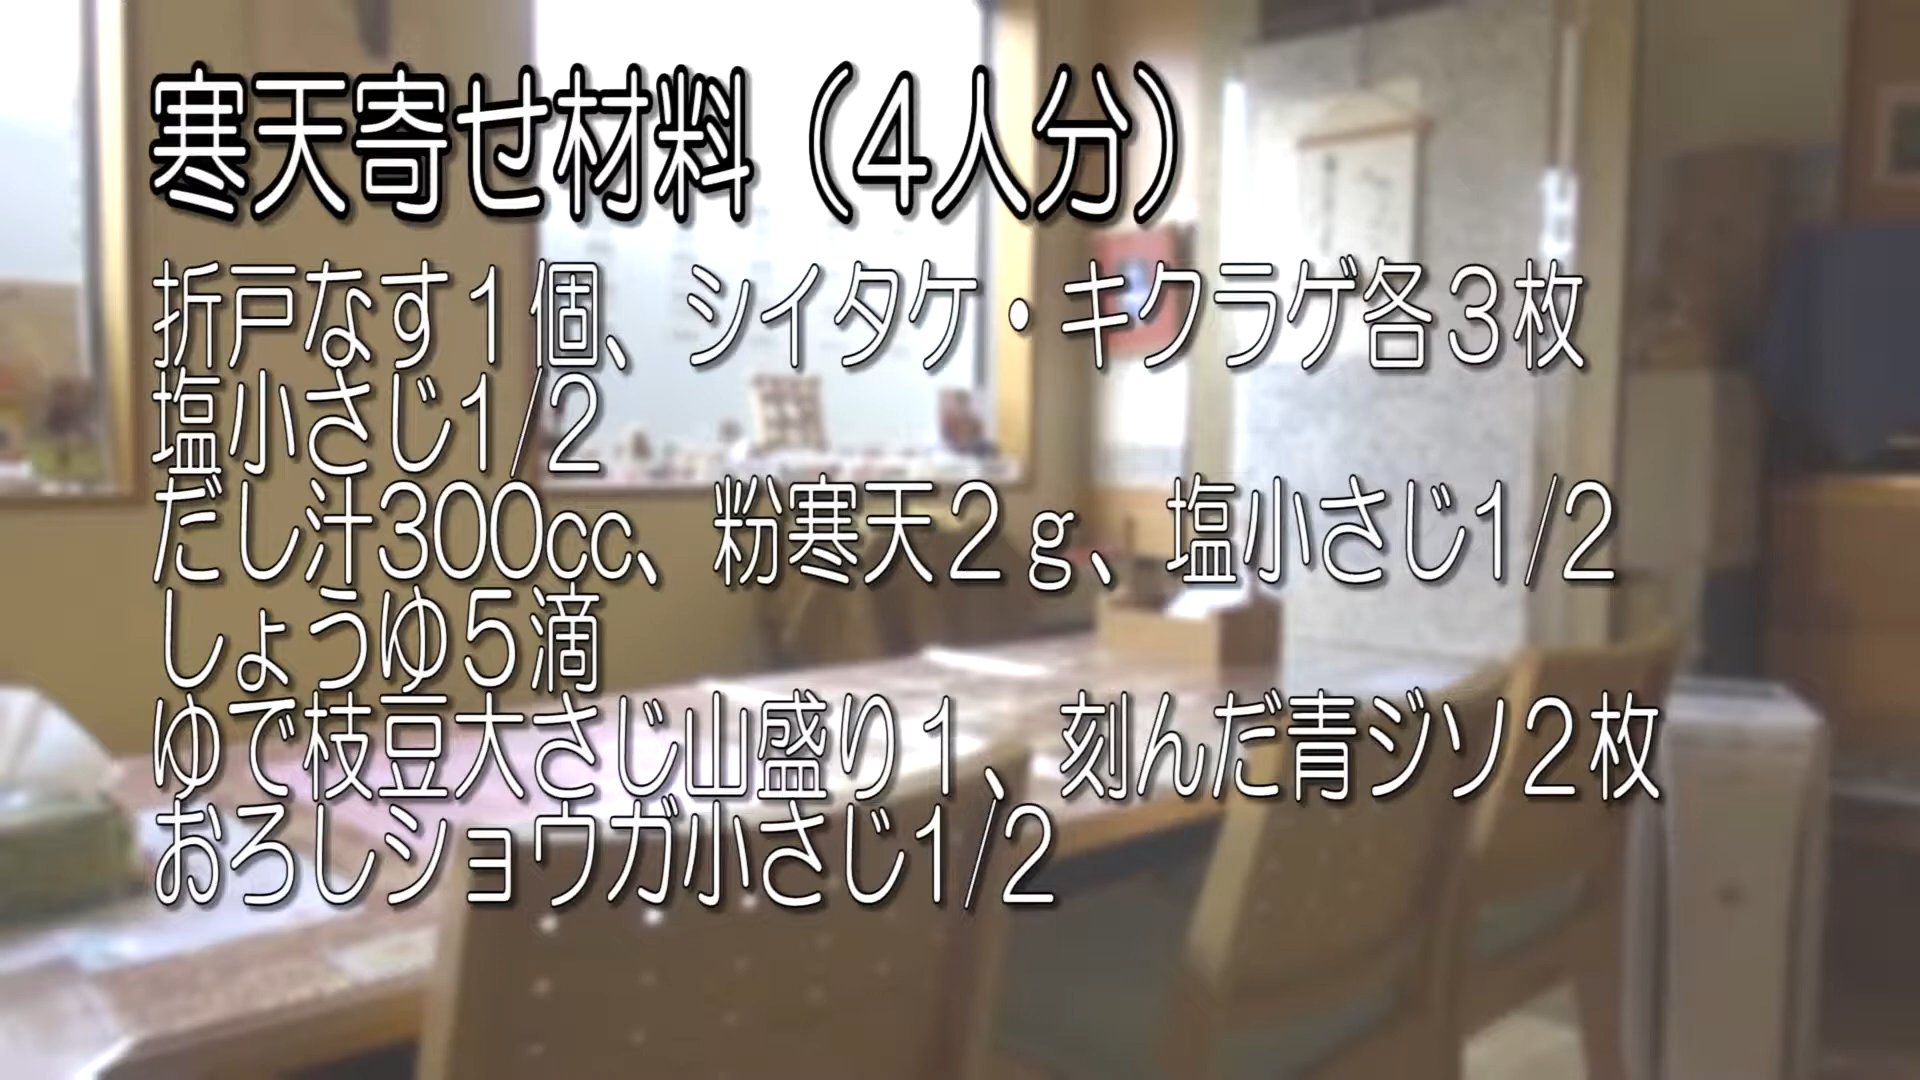 寒天寄せ材料（４人分）
折戸なす１個、シイタケ・キクラゲ各３枚
塩小さじ1/2
だし汁300cc、粉寒天２ｇ、塩小さじ1/2
しょうゆ５滴
ゆで枝豆大さじ山盛り１、刻んだ青ジソ２枚
おろしショウガ小さじ1/2